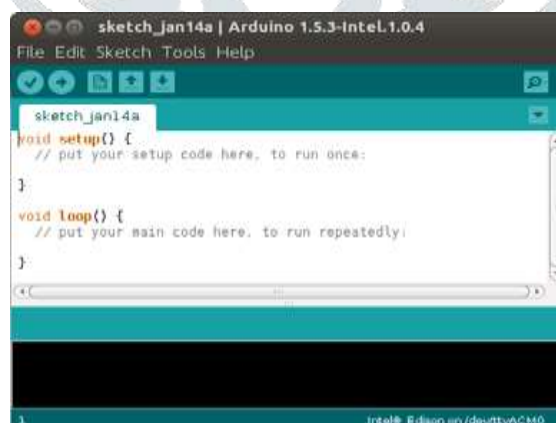 sketch_jan14a | Arduino 1.5.3-Intel.1.0.4
File Edit Sketch Tools Help
sketch_jan14a
void setup() {
// put your setup code here, to run once:
}
void loop() {
// put your main code here, to run repeatedly:
}
1
Intel® Edison on /dev/ttyACM0